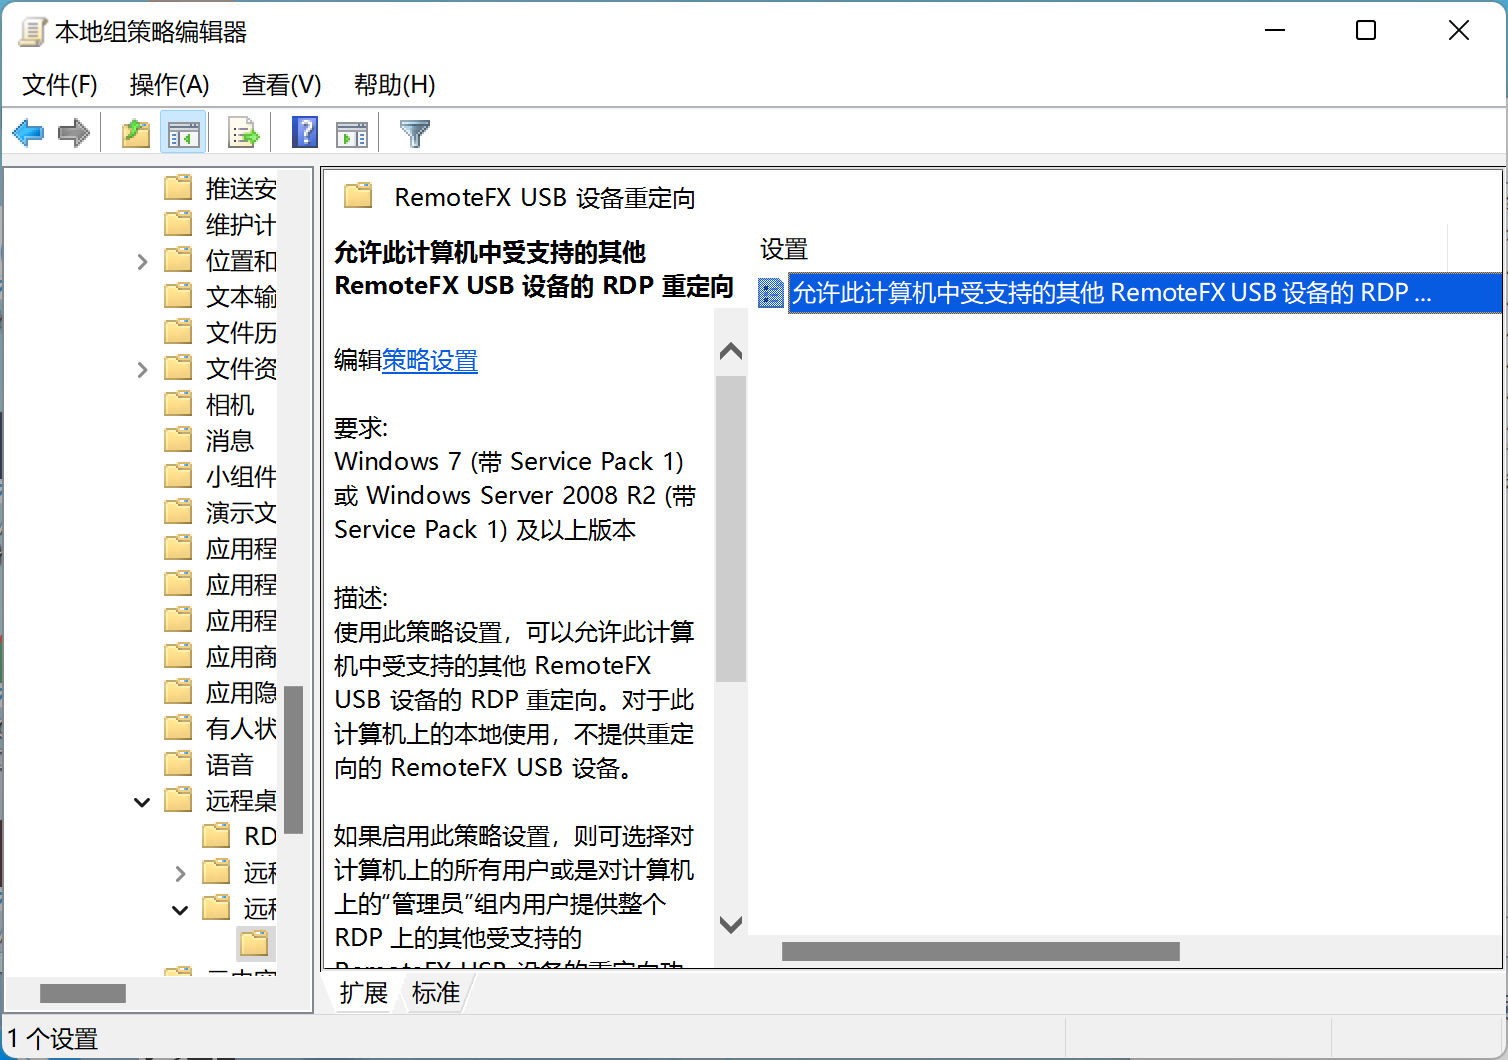 本地组策略编辑器
文件(F) 操作(A) 查看(V) 帮助(H)
推送安
维护计
位置和
文本输
文件历
文件资
相机
消息
小组件
演示文
应用程
应用程
应用程
应用商
应用隐
有人状
语音
远程桌
RD
远程
远程
RemoteFX USB 设备重定向
允许此计算机中受支持的其他
RemoteFX USB 设备的 RDP 重定向
编辑策略设置
要求:
Windows 7 (带 Service Pack 1)
或 Windows Server 2008 R2 (带
Service Pack 1) 及以上版本
描述:
使用此策略设置，可以允许此计算
机中受支持的其他 RemoteFX
USB 设备的 RDP 重定向。对于此
计算机上的本地使用，不提供重定
向的 RemoteFX USB 设备。
如果启用此策略设置，则可选择对
计算机上的所有用户或是对计算机
上的“管理员”组内用户提供整个
RDP 上的其他受支持的
RemoteFX USB 设备的重定向功
设置
允许此计算机中受支持的其他 RemoteFX USB 设备的 RDP ...
扩展 标准
1 个设置